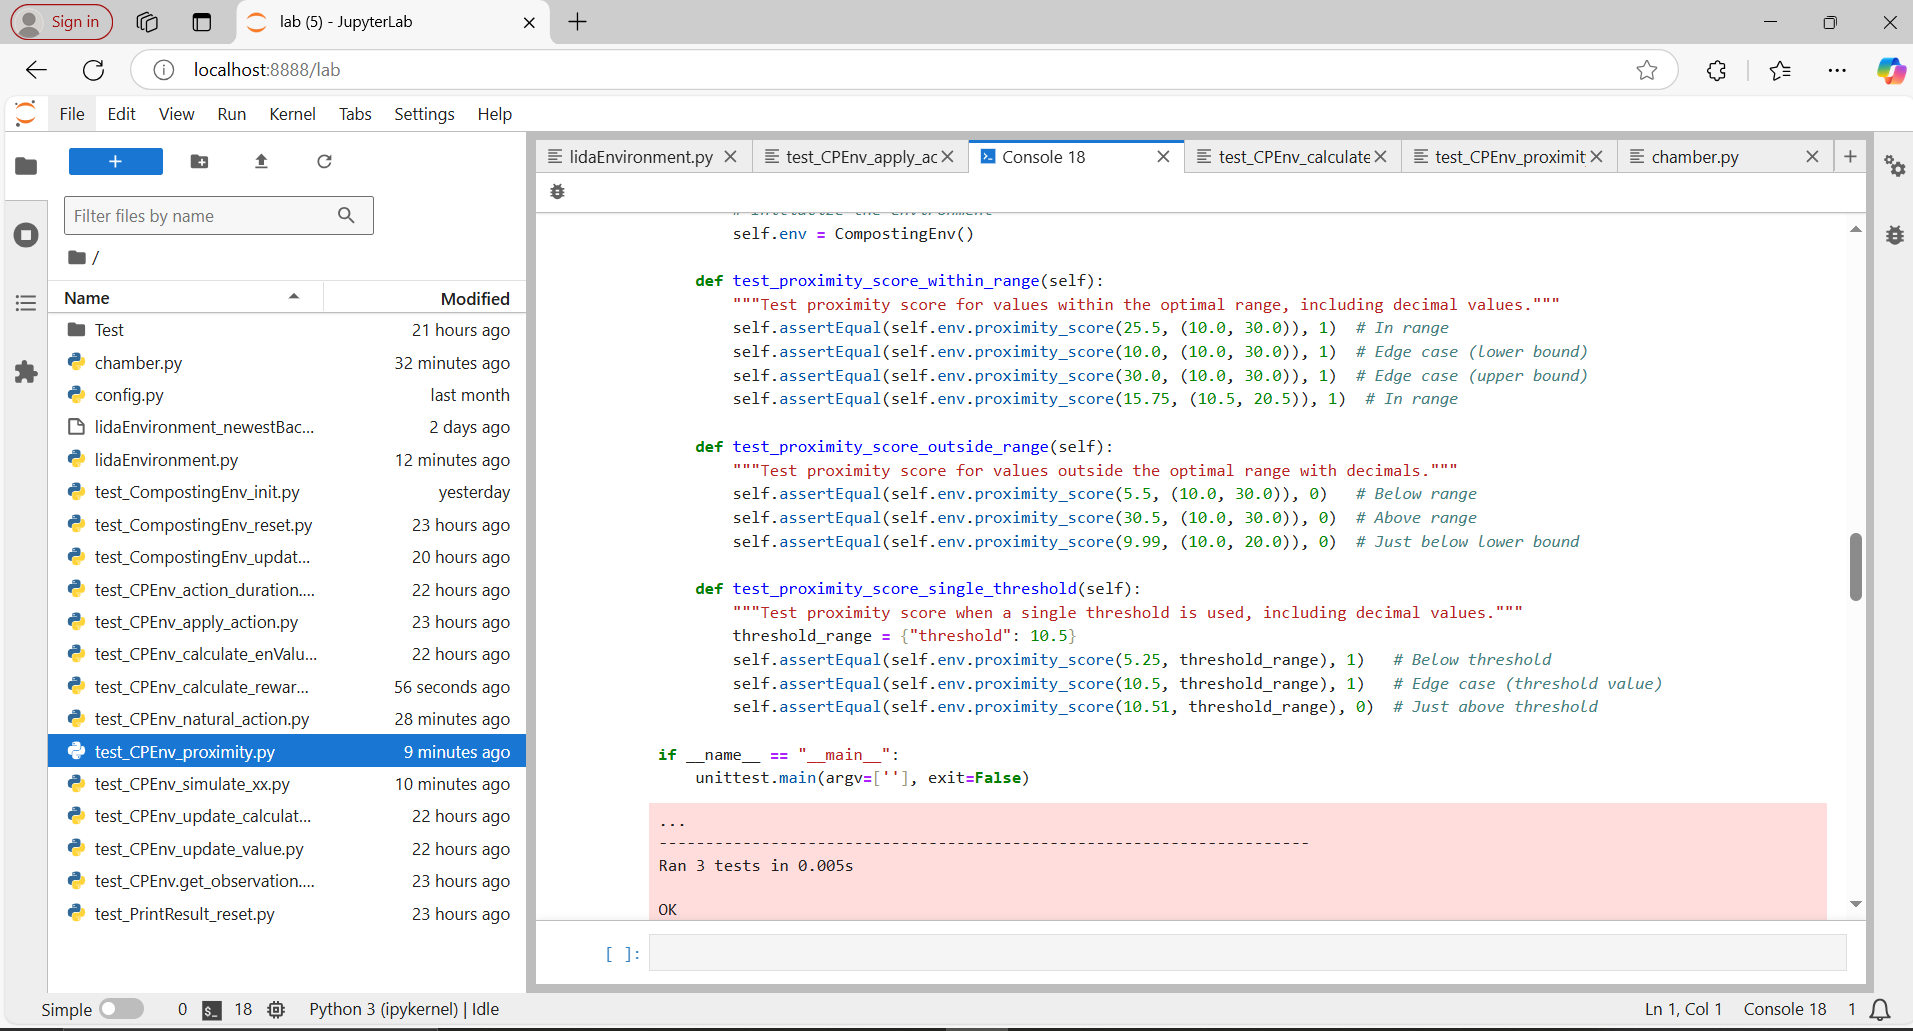 Sign in
lab (5) - JupyterLab
localhost:8888/lab
File Edit View Run Kernel Tabs Settings Help
Filter files by name
/
Name Modified
Test 21 hours ago
chamber.py 32 minutes ago
config.py last month
lidaEnvironment_newestBac... 2 days ago
lidaEnvironment.py 12 minutes ago
test_CompostingEnv_init.py yesterday
test_CompostingEnv_reset.py 23 hours ago
test_CompostingEnv_updat... 20 hours ago
test_CPEnv_action_duration.... 22 hours ago
test_CPEnv_apply_action.py 23 hours ago
test_CPEnv_calculate_enValu... 22 hours ago
test_CPEnv_calculate_rewar... 56 seconds ago
test_CPEnv_natural_action.py 28 minutes ago
test_CPEnv_proximity.py 9 minutes ago
test_CPEnv_simulate_xx.py 10 minutes ago
test_CPEnv_update_calculat... 22 hours ago
test_CPEnv_update_value.py 22 hours ago
test_CPEnv.get_observation.... 23 hours ago
test_PrintResult_reset.py 23 hours ago
lidaEnvironment.py test_CPEnv_apply_ac Console 18 test_CPEnv_calculate test_CPEnv_proximit chamber.py
# Initialize the environment
self.env = CompostingEnv()
def test_proximity_score_within_range(self):
"""Test proximity score for values within the optimal range, including decimal values."""
self.assertEqual(self.env.proximity_score(25.5, (10.0, 30.0)), 1)  # In range
self.assertEqual(self.env.proximity_score(10.0, (10.0, 30.0)), 1)  # Edge case (lower bound)
self.assertEqual(self.env.proximity_score(30.0, (10.0, 30.0)), 1)  # Edge case (upper bound)
self.assertEqual(self.env.proximity_score(15.75, (10.5, 20.5)), 1)  # In range
def test_proximity_score_outside_range(self):
"""Test proximity score for values outside the optimal range with decimals."""
self.assertEqual(self.env.proximity_score(5.5, (10.0, 30.0)), 0)   # Below range
self.assertEqual(self.env.proximity_score(30.5, (10.0, 30.0)), 0)  # Above range
self.assertEqual(self.env.proximity_score(9.99, (10.0, 20.0)), 0)  # Just below lower bound
def test_proximity_score_single_threshold(self):
"""Test proximity score when a single threshold is used, including decimal values."""
threshold_range = {"threshold": 10.5}
self.assertEqual(self.env.proximity_score(5.25, threshold_range), 1)   # Below threshold
self.assertEqual(self.env.proximity_score(10.5, threshold_range), 1)   # Edge case (threshold value)
self.assertEqual(self.env.proximity_score(10.51, threshold_range), 0)  # Just above threshold
if __name__ == "__main__":
unittest.main(argv=[''], exit=False)
...
----------------------------------------------------------------------
Ran 3 tests in 0.005s
OK
[ ]:
Simple 0 $_ 18 Python 3 (ipykernel) | Idle Ln 1, Col 1 Console 18 1